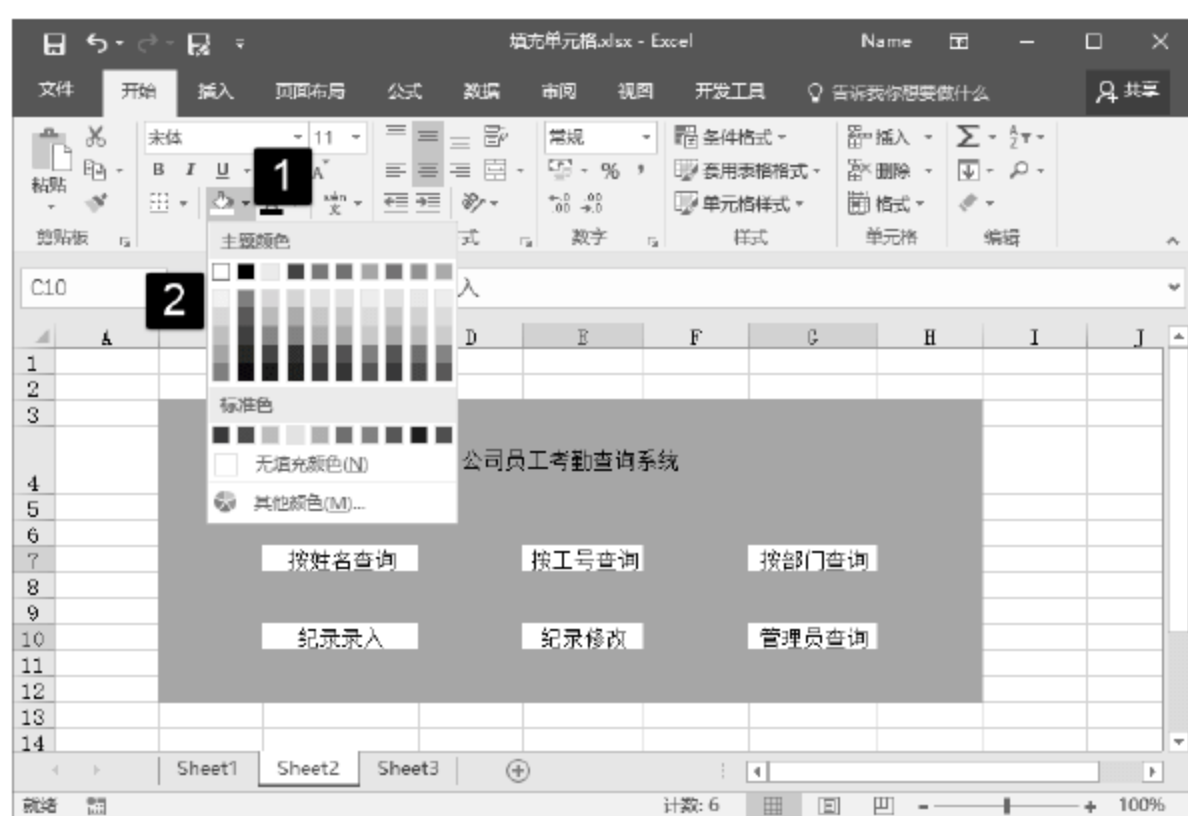 填充单元格.xlsx - Excel Name
文件 开始 插入 页面布局 公式 数据 审阅 视图 开发工具 告诉我你想要做什么 共享
宋体 11 常规 条件格式 插入
粘贴 B I U A 1 % 套用表格格式 删除
wén 文 .00 .0 单元格样式 格式
剪贴板 式 数字 样式 单元格 编辑
主题颜色
C10 2 入
A D E F G H I J
1
2
标准色
3
无填充颜色(N) 公司员工考勤查询系统
4
其他颜色(M)...
5
6
7 按姓名查询 按工号查询 按部门查询
8
9
10 纪录录入 纪录修改 管理员查询
11
12
13
14
Sheet1 Sheet2 Sheet3
就绪 计数: 6 100%